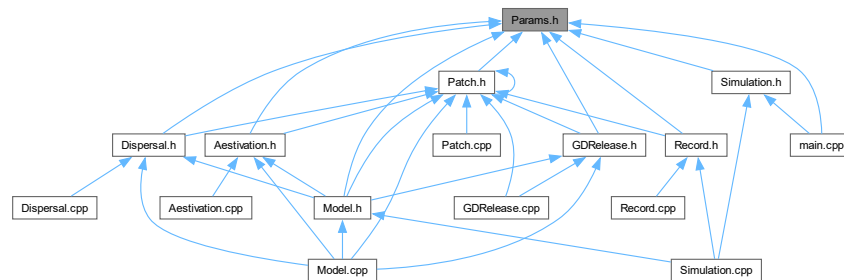 Params.h
Patch.h
Simulation.h
Dispersal.h
Aestivation.h
Patch.cpp
GDRelease.h
Record.h
main.cpp
Dispersal.cpp
Aestivation.cpp
Model.h
GDRelease.cpp
Record.cpp
Model.cpp
Simulation.cpp